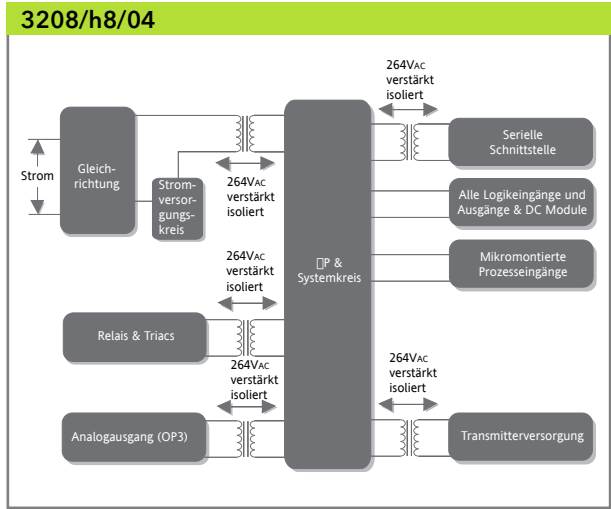 3208/h8/04
264VAC
verstärkt
isoliert
Strom
Gleich-
richtung
Strom-
versor-
gungs-
kreis
264VAC
verstärkt
isoliert
Serielle
Schnittstelle
Alle Logikeingänge und
Ausgänge & DC Module
264VAC
verstärkt
isoliert
□P &
Systemkreis
Mikromontierte
Prozesseingänge
Relais & Triacs
264VAC
verstärkt
isoliert
264VAC
verstärkt
isoliert
Analogausgang (OP3)
Transmitterversorgung